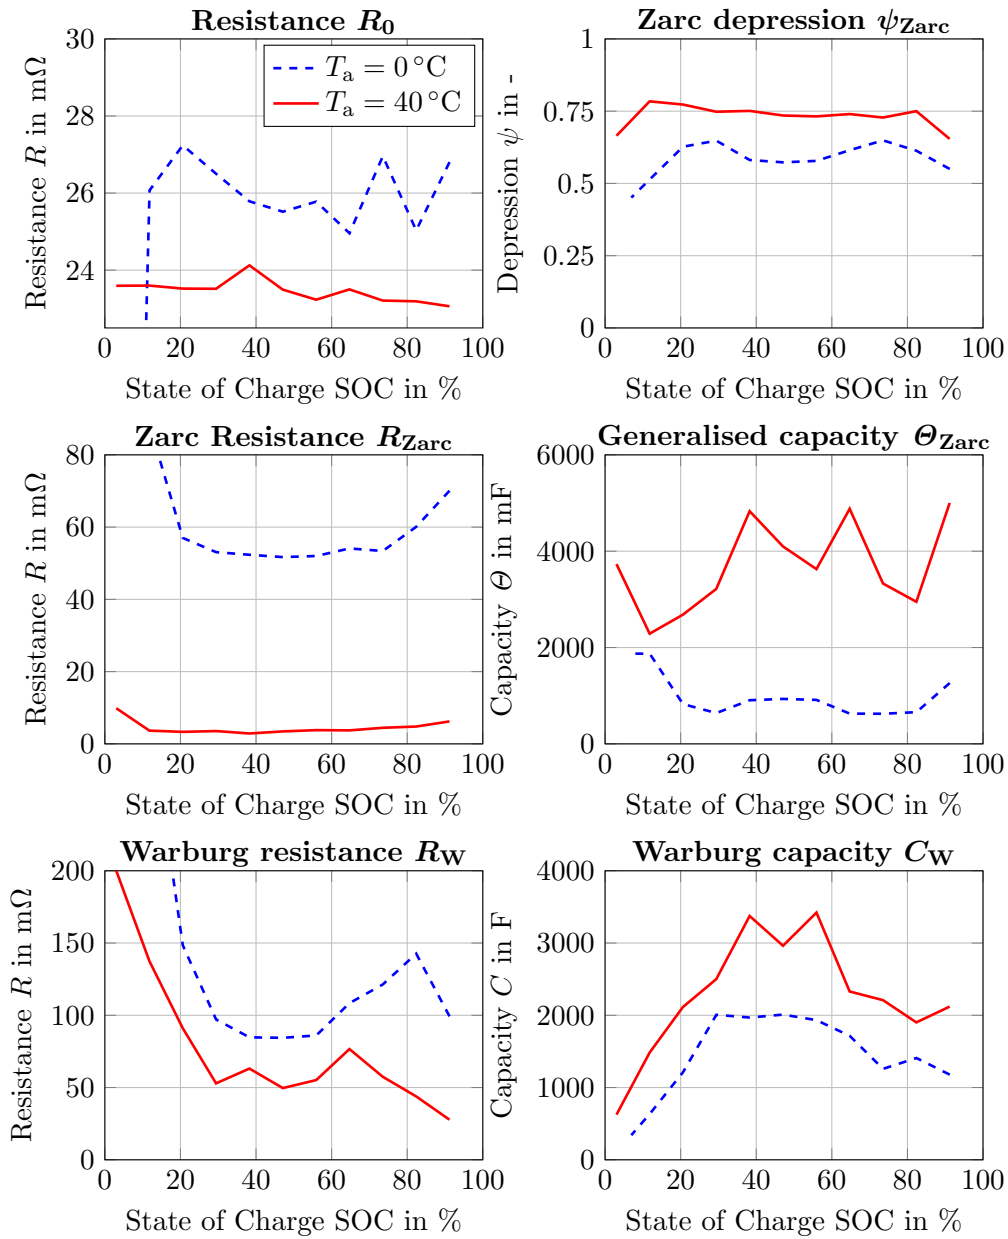 Resistance R₀
Resistance R in mΩ
30
28
26
24
0 20 40 60 80 100
State of Charge SOC in %
Tₐ = 0 °C
Tₐ = 40 °C
Zarc depression ψ_Zarc
Depression ψ in -
1
0.75
0.5
0.25
0
0 20 40 60 80 100
State of Charge SOC in %
Zarc Resistance R_Zarc
Resistance R in mΩ
80
60
40
20
0
0 20 40 60 80 100
State of Charge SOC in %
Generalised capacity Θ_Zarc
Capacity Θ in mF
6000
4000
2000
0
0 20 40 60 80 100
State of Charge SOC in %
Warburg resistance R_W
Resistance R in mΩ
200
150
100
50
0
0 20 40 60 80 100
State of Charge SOC in %
Warburg capacity C_W
Capacity C in F
4000
3000
2000
1000
0
0 20 40 60 80 100
State of Charge SOC in %